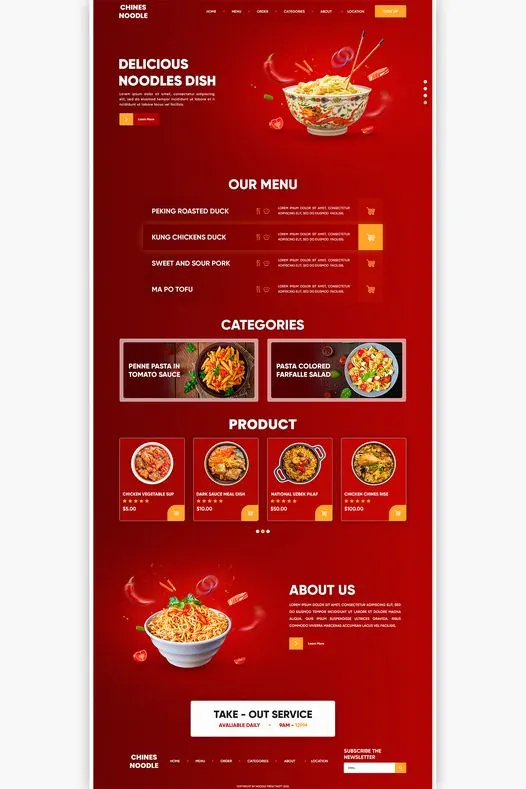 CHINES
NOODLE
HOME
MENU
ORDER
CATEGORIES
ABOUT
LOCATION
SIGN UP
DELICIOUS
NOODLES DISH
Lorem ipsum dolor sit amet, consectetur adipiscing
elit, sed do eiusmod tempor incididunt ut labore et
dolore locus vel facilisis.
Learn More
OUR MENU
PEKING ROASTED DUCK
LOREM IPSUM DOLOR SIT AMET, CONSECTETUR
ADIPISCING ELIT, SED DO EIUSMOD FACILISIS.
KUNG CHICKENS DUCK
LOREM IPSUM DOLOR SIT AMET, CONSECTETUR
ADIPISCING ELIT, SED DO EIUSMOD FACILISIS.
SWEET AND SOUR PORK
LOREM IPSUM DOLOR SIT AMET, CONSECTETUR
ADIPISCING ELIT, SED DO EIUSMOD FACILISIS.
MA PO TOFU
LOREM IPSUM DOLOR SIT AMET, CONSECTETUR
ADIPISCING ELIT, SED DO EIUSMOD FACILISIS.
CATEGORIES
PENNE PASTA IN
TOMATO SAUCE
PASTA COLORED
FARFALLE SALAD
PRODUCT
CHICKEN VEGETABLE SUP
$5.00
DARK SAUCE MEAL DISH
$10.00
NATIONAL UZBEK PILAF
$50.00
CHICKEN CHINES RISE
$100.00
ABOUT US
LOREM IPSUM DOLOR SIT AMET, CONSECTETUR ADIPISCING ELIT, SED
DO EIUSMOD TEMPOR INCIDIDUNT UT LABORE ET DOLORE MAGNA
ALIQUA. QUIS IPSUM SUSPENDISSE ULTRICES GRAVIDA. RISUS
COMMODO VIVERRA MAECENAS ACCUMSAN LACUS VEL FACILISIS.
Learn More
TAKE - OUT SERVICE
AVALIABLE DAILY - 9AM - 12PM
CHINES
NOODLE
HOME
MENU
ORDER
CATEGORIES
ABOUT
LOCATION
SUBSCRIBE THE
NEWSLETTER